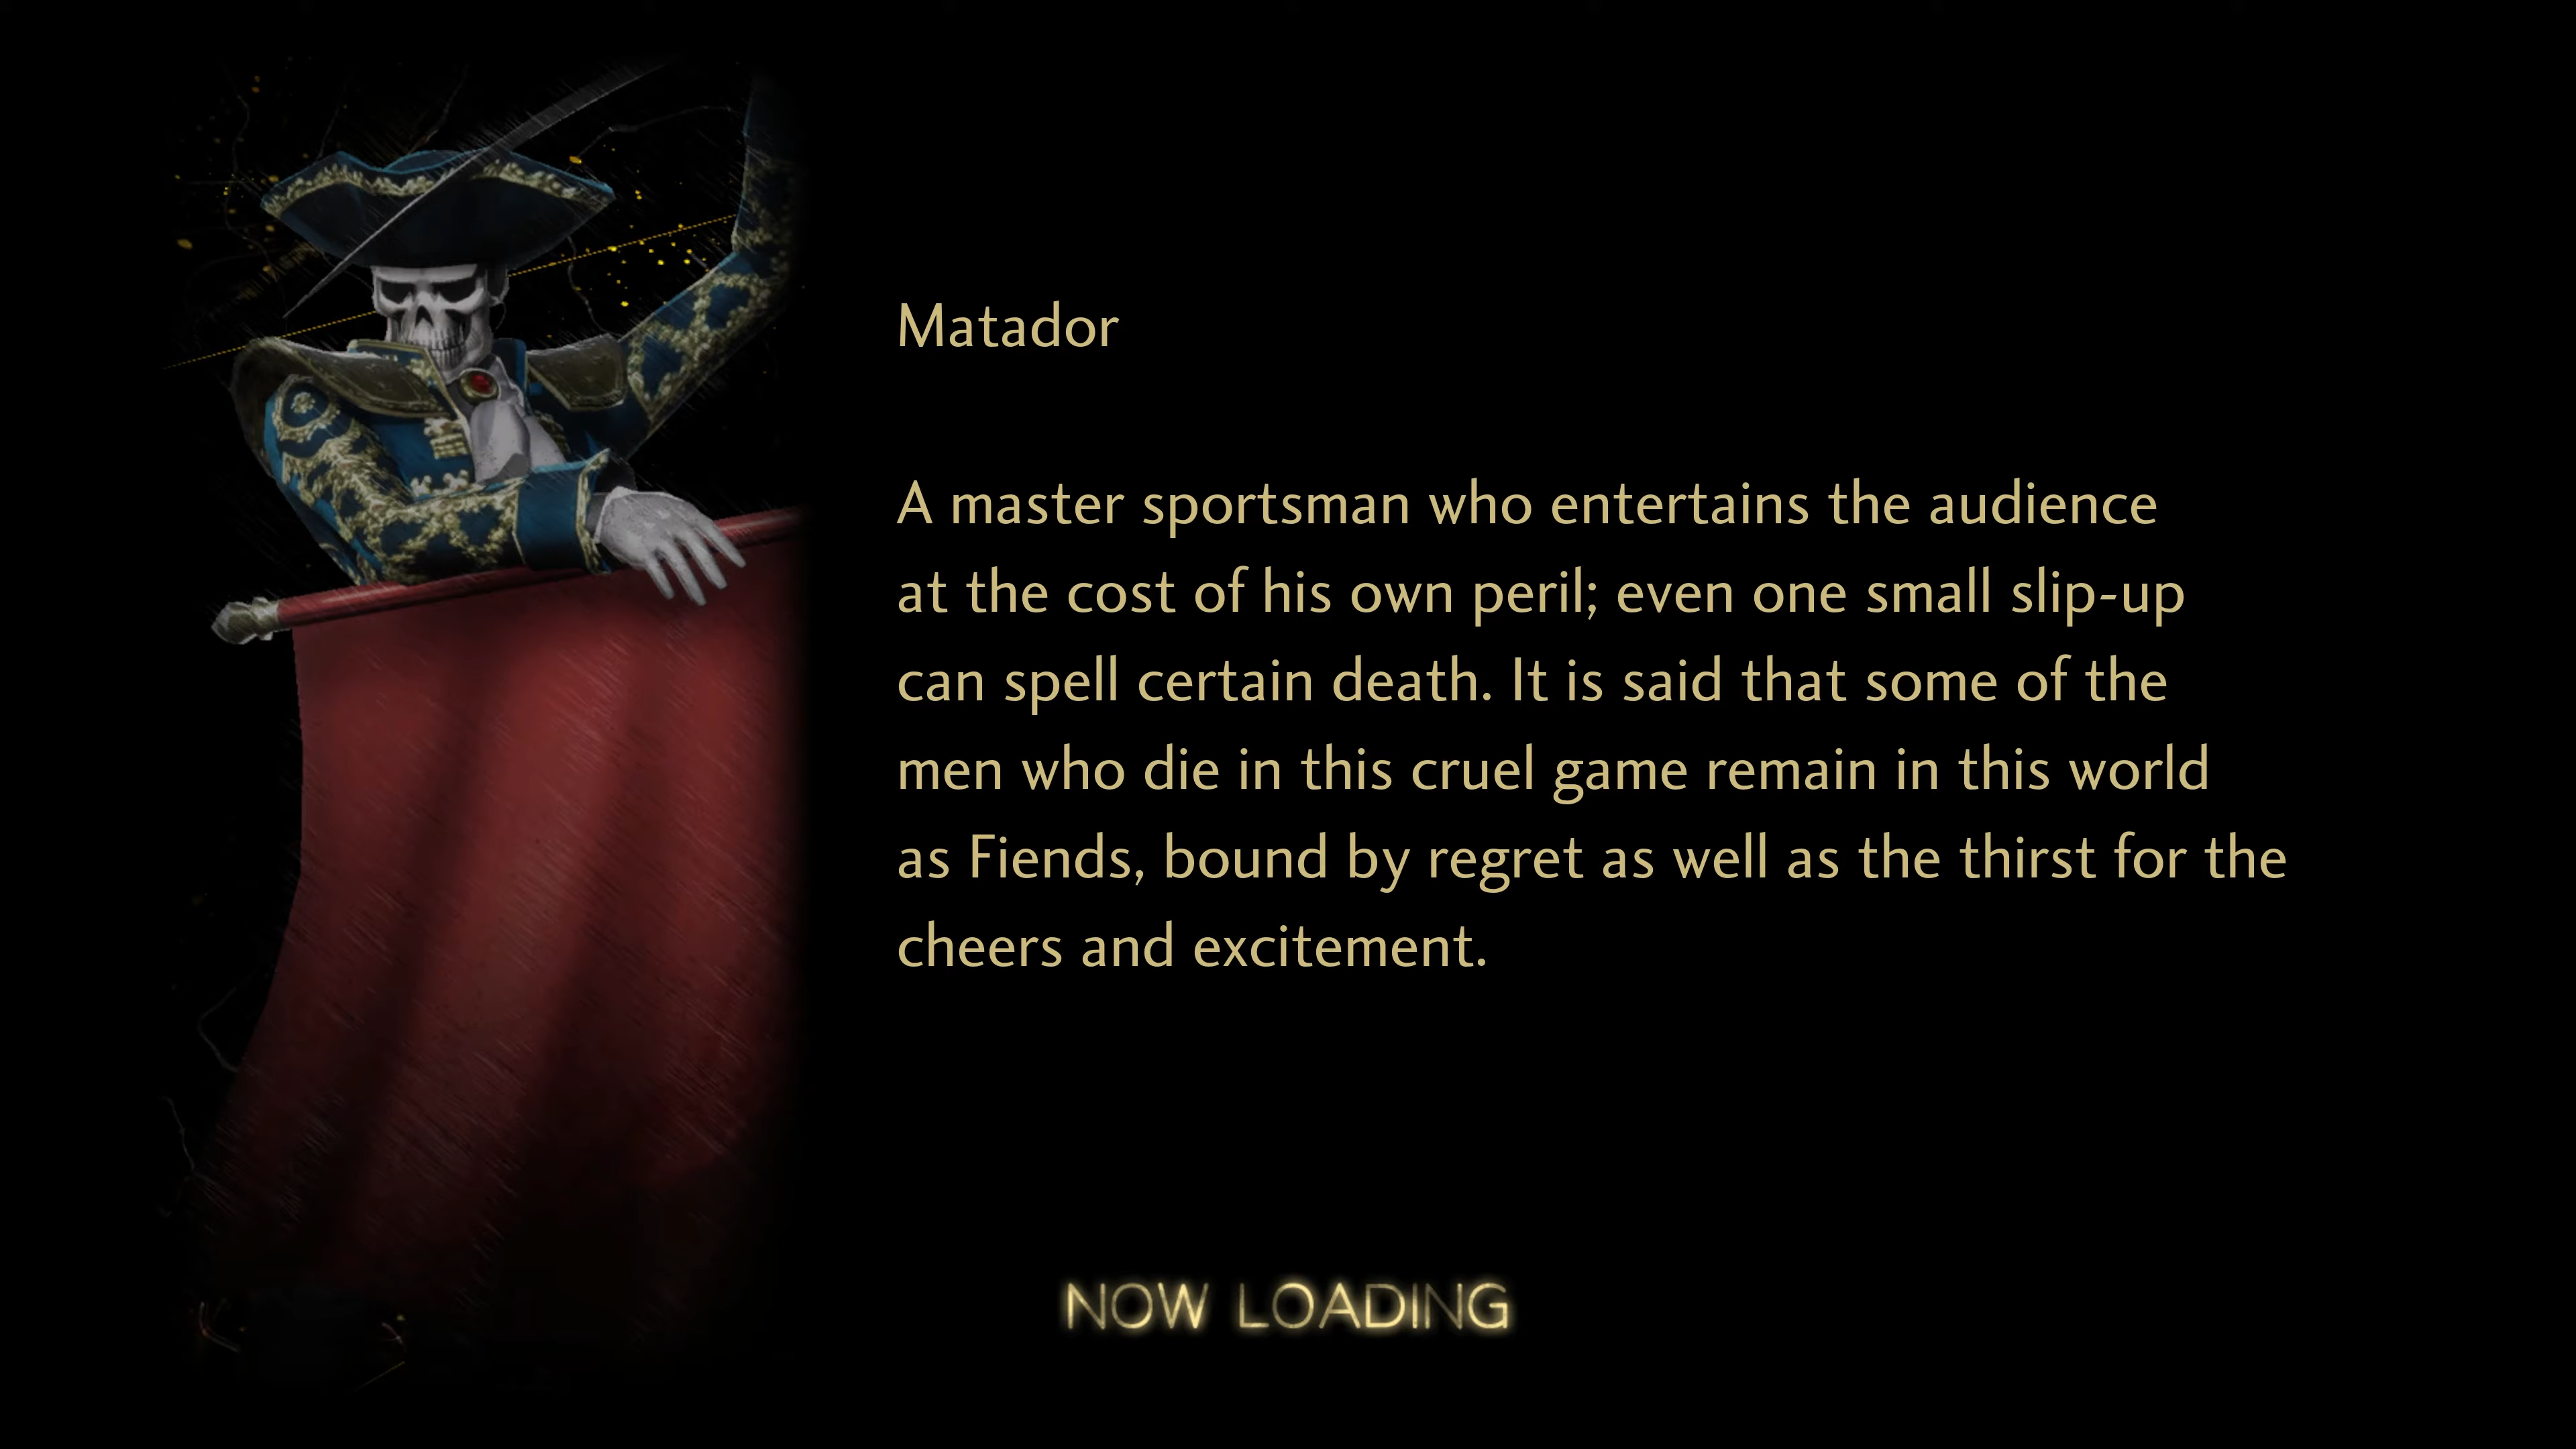 Matador
A master sportsman who entertains the audience
at the cost of his own peril; even one small slip-up
can spell certain death. It is said that some of the
men who die in this cruel game remain in this world
as Fiends, bound by regret as well as the thirst for the
cheers and excitement.
NOW LOADING